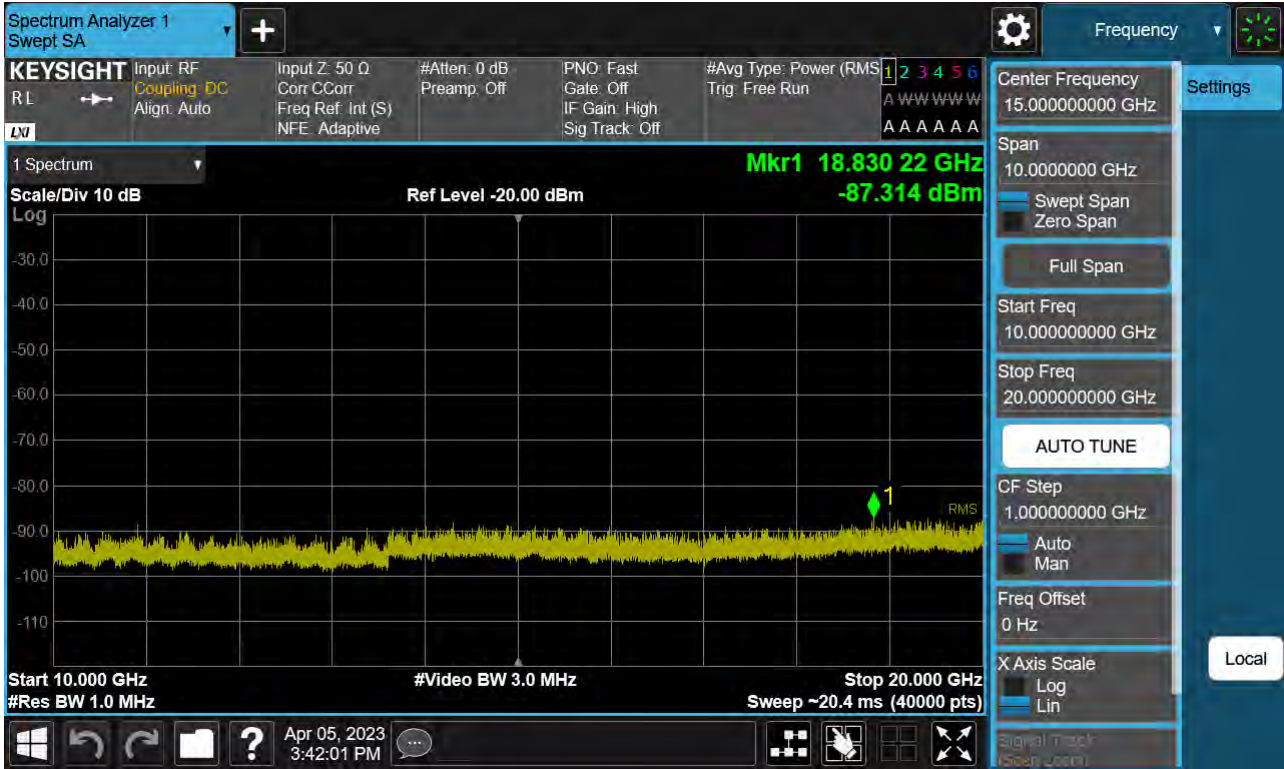 Spectrum Analyzer 1
Swept SA
+
Frequency
KEYSIGHT
R L
LXI
Input: RF
Coupling: DC
Align: Auto
Input Z: 50 Ω
Corr CCorr
Freq Ref: Int (S)
NFE: Adaptive
#Atten: 0 dB
Preamp: Off
PNO: Fast
Gate: Off
IF Gain: High
Sig Track: Off
#Avg Type: Power (RMS
Trig: Free Run
1 2 3 4 5 6
A W W W W W
A A A A A A
1 Spectrum
Scale/Div 10 dB
Ref Level -20.00 dBm
Mkr1 18.830 22 GHz
-87.314 dBm
Log
-30.0
-40.0
-50.0
-60.0
-70.0
-80.0
-90.0
-100
-110
1
RMS
Start 10.000 GHz
#Video BW 3.0 MHz
Stop 20.000 GHz
#Res BW 1.0 MHz
Sweep ~20.4 ms (40000 pts)
Center Frequency
15.000000000 GHz
Span
10.0000000 GHz
Swept Span
Zero Span
Full Span
Start Freq
10.000000000 GHz
Stop Freq
20.000000000 GHz
AUTO TUNE
CF Step
1.000000000 GHz
Auto
Man
Freq Offset
0 Hz
X Axis Scale
Log
Lin
Signal Track
(Span Zoom)
Settings
Local
?
Apr 05, 2023
3:42:01 PM